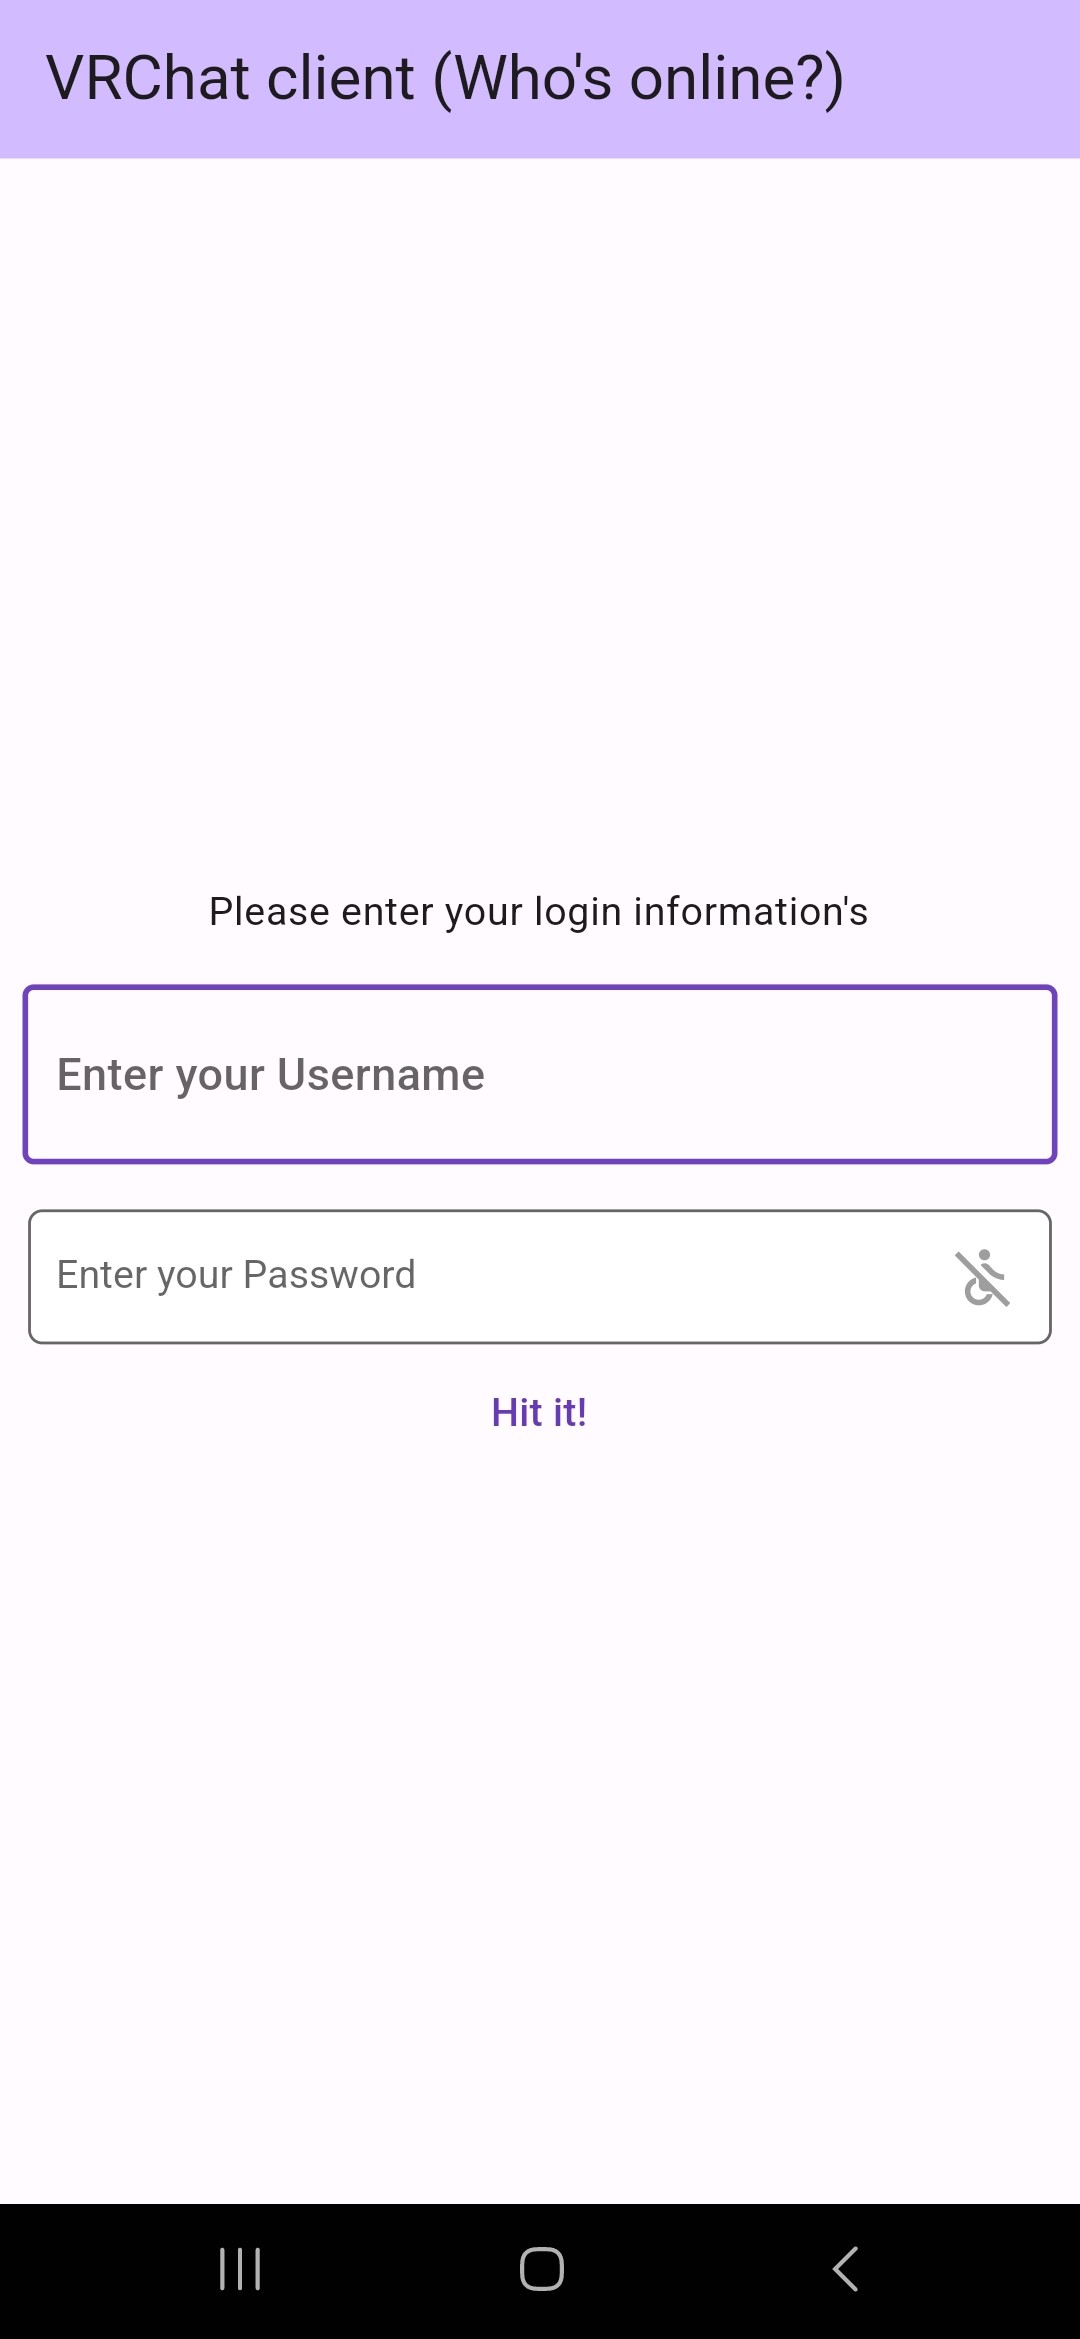 VRChat client (Who's online?)
Please enter your login information's
Enter your Username
Enter your Password
Hit it!